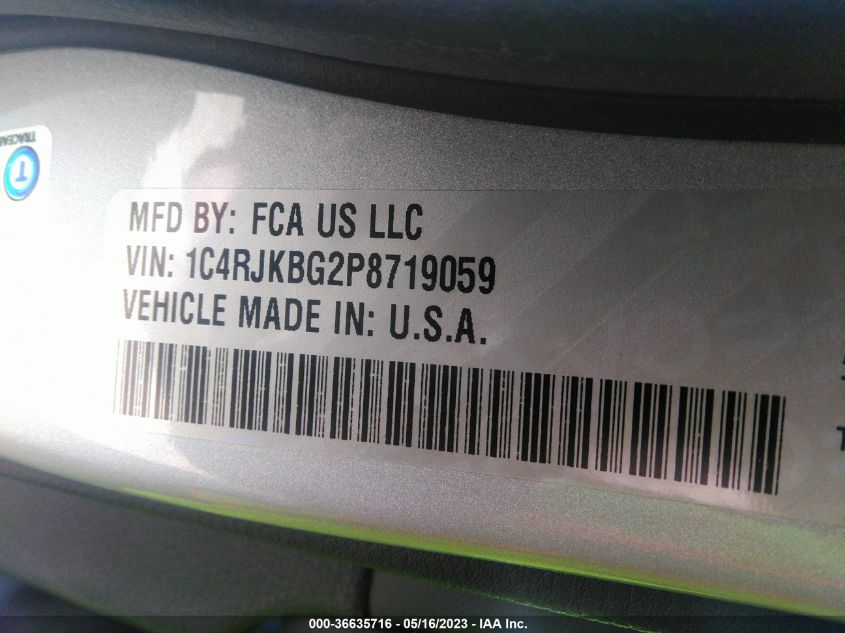 MFD BY: FCA US LLC
VIN: 1C4RJKBG2P8719059
VEHICLE MADE IN: U.S.A.
T
000-36635716 - 05/16/2023 - IAA Inc.